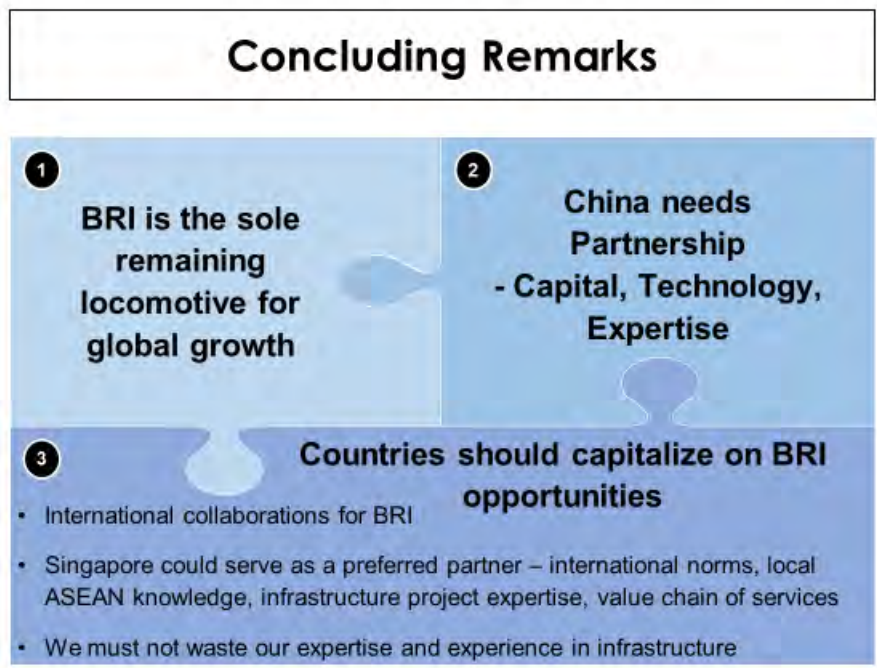 Concluding Remarks
1
BRI is the sole
remaining
locomotive for
global growth
2
China needs
Partnership
- Capital, Technology,
Expertise
3
Countries should capitalize on BRI
opportunities
• International collaborations for BRI
• Singapore could serve as a preferred partner – international norms, local
ASEAN knowledge, infrastructure project expertise, value chain of services
• We must not waste our expertise and experience in infrastructure